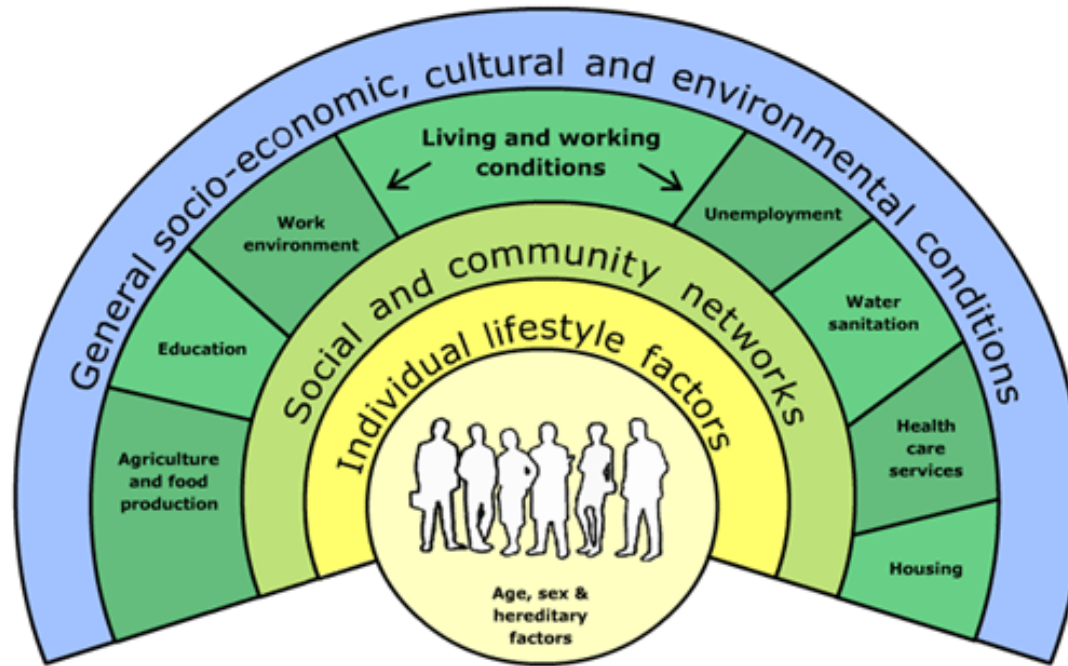 General socio-economic, cultural and environmental conditions
Living and working
conditions
Work
environment
Unemployment
Education
Water
sanitation
Agriculture
and food
production
Health
care
services
Housing
Social and community networks
Individual lifestyle factors
Age, sex &
hereditary
factors